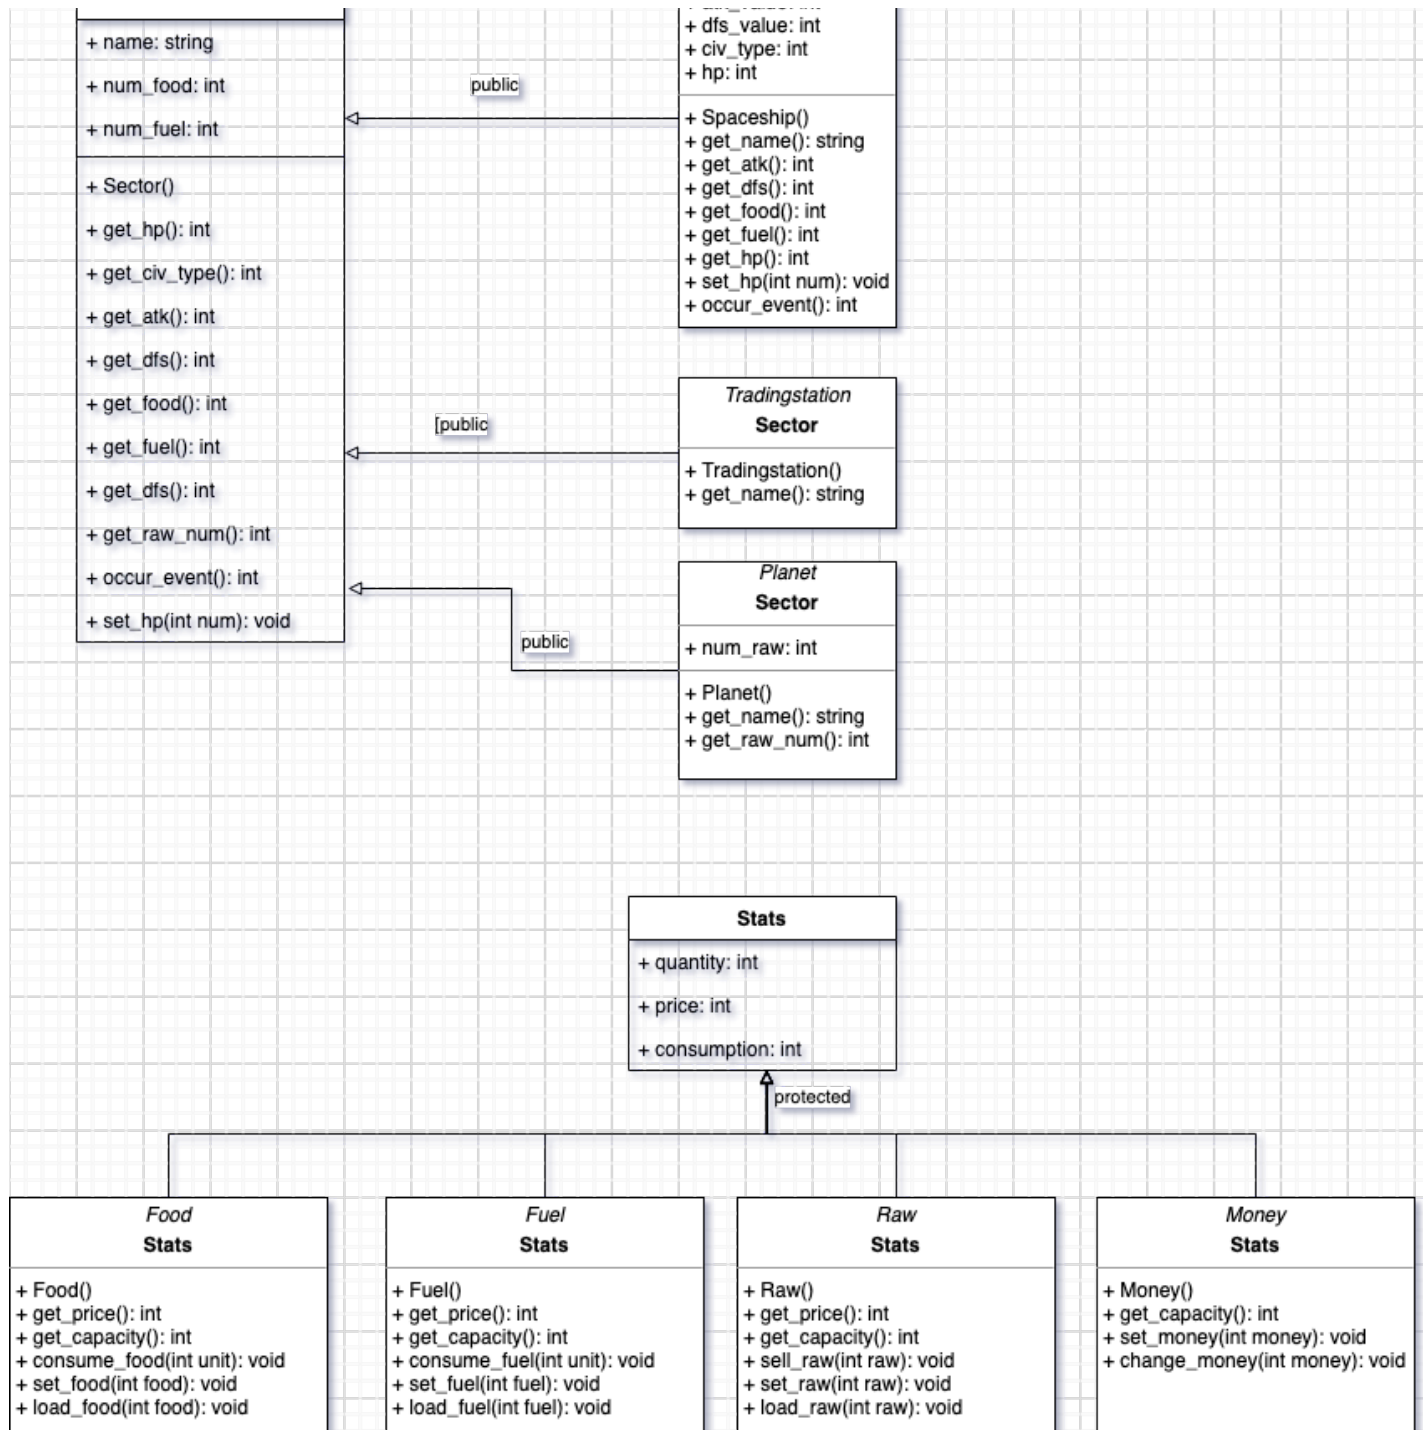 + name: string
+ num_food: int
+ num_fuel: int
+ Sector()
+ get_hp(): int
+ get_civ_type(): int
+ get_atk(): int
+ get_dfs(): int
+ get_food(): int
+ get_fuel(): int
+ get_dfs(): int
+ get_raw_num(): int
+ occur_event(): int
+ set_hp(int num): void
public
[public
public
+ dfs_value: int
+ civ_type: int
+ hp: int
+ Spaceship()
+ get_name(): string
+ get_atk(): int
+ get_dfs(): int
+ get_food(): int
+ get_fuel(): int
+ get_hp(): int
+ set_hp(int num): void
+ occur_event(): int
Tradingstation
Sector
+ Tradingstation()
+ get_name(): string
Planet
Sector
+ num_raw: int
+ Planet()
+ get_name(): string
+ get_raw_num(): int
Stats
+ quantity: int
+ price: int
+ consumption: int
protected
Food
Stats
+ Food()
+ get_price(): int
+ get_capacity(): int
+ consume_food(int unit): void
+ set_food(int food): void
+ load_food(int food): void
Fuel
Stats
+ Fuel()
+ get_price(): int
+ get_capacity(): int
+ consume_fuel(int unit): void
+ set_fuel(int fuel): void
+ load_fuel(int fuel): void
Raw
Stats
+ Raw()
+ get_price(): int
+ get_capacity(): int
+ sell_raw(int raw): void
+ set_raw(int raw): void
+ load_raw(int raw): void
Money
Stats
+ Money()
+ get_capacity(): int
+ set_money(int money): void
+ change_money(int money): void